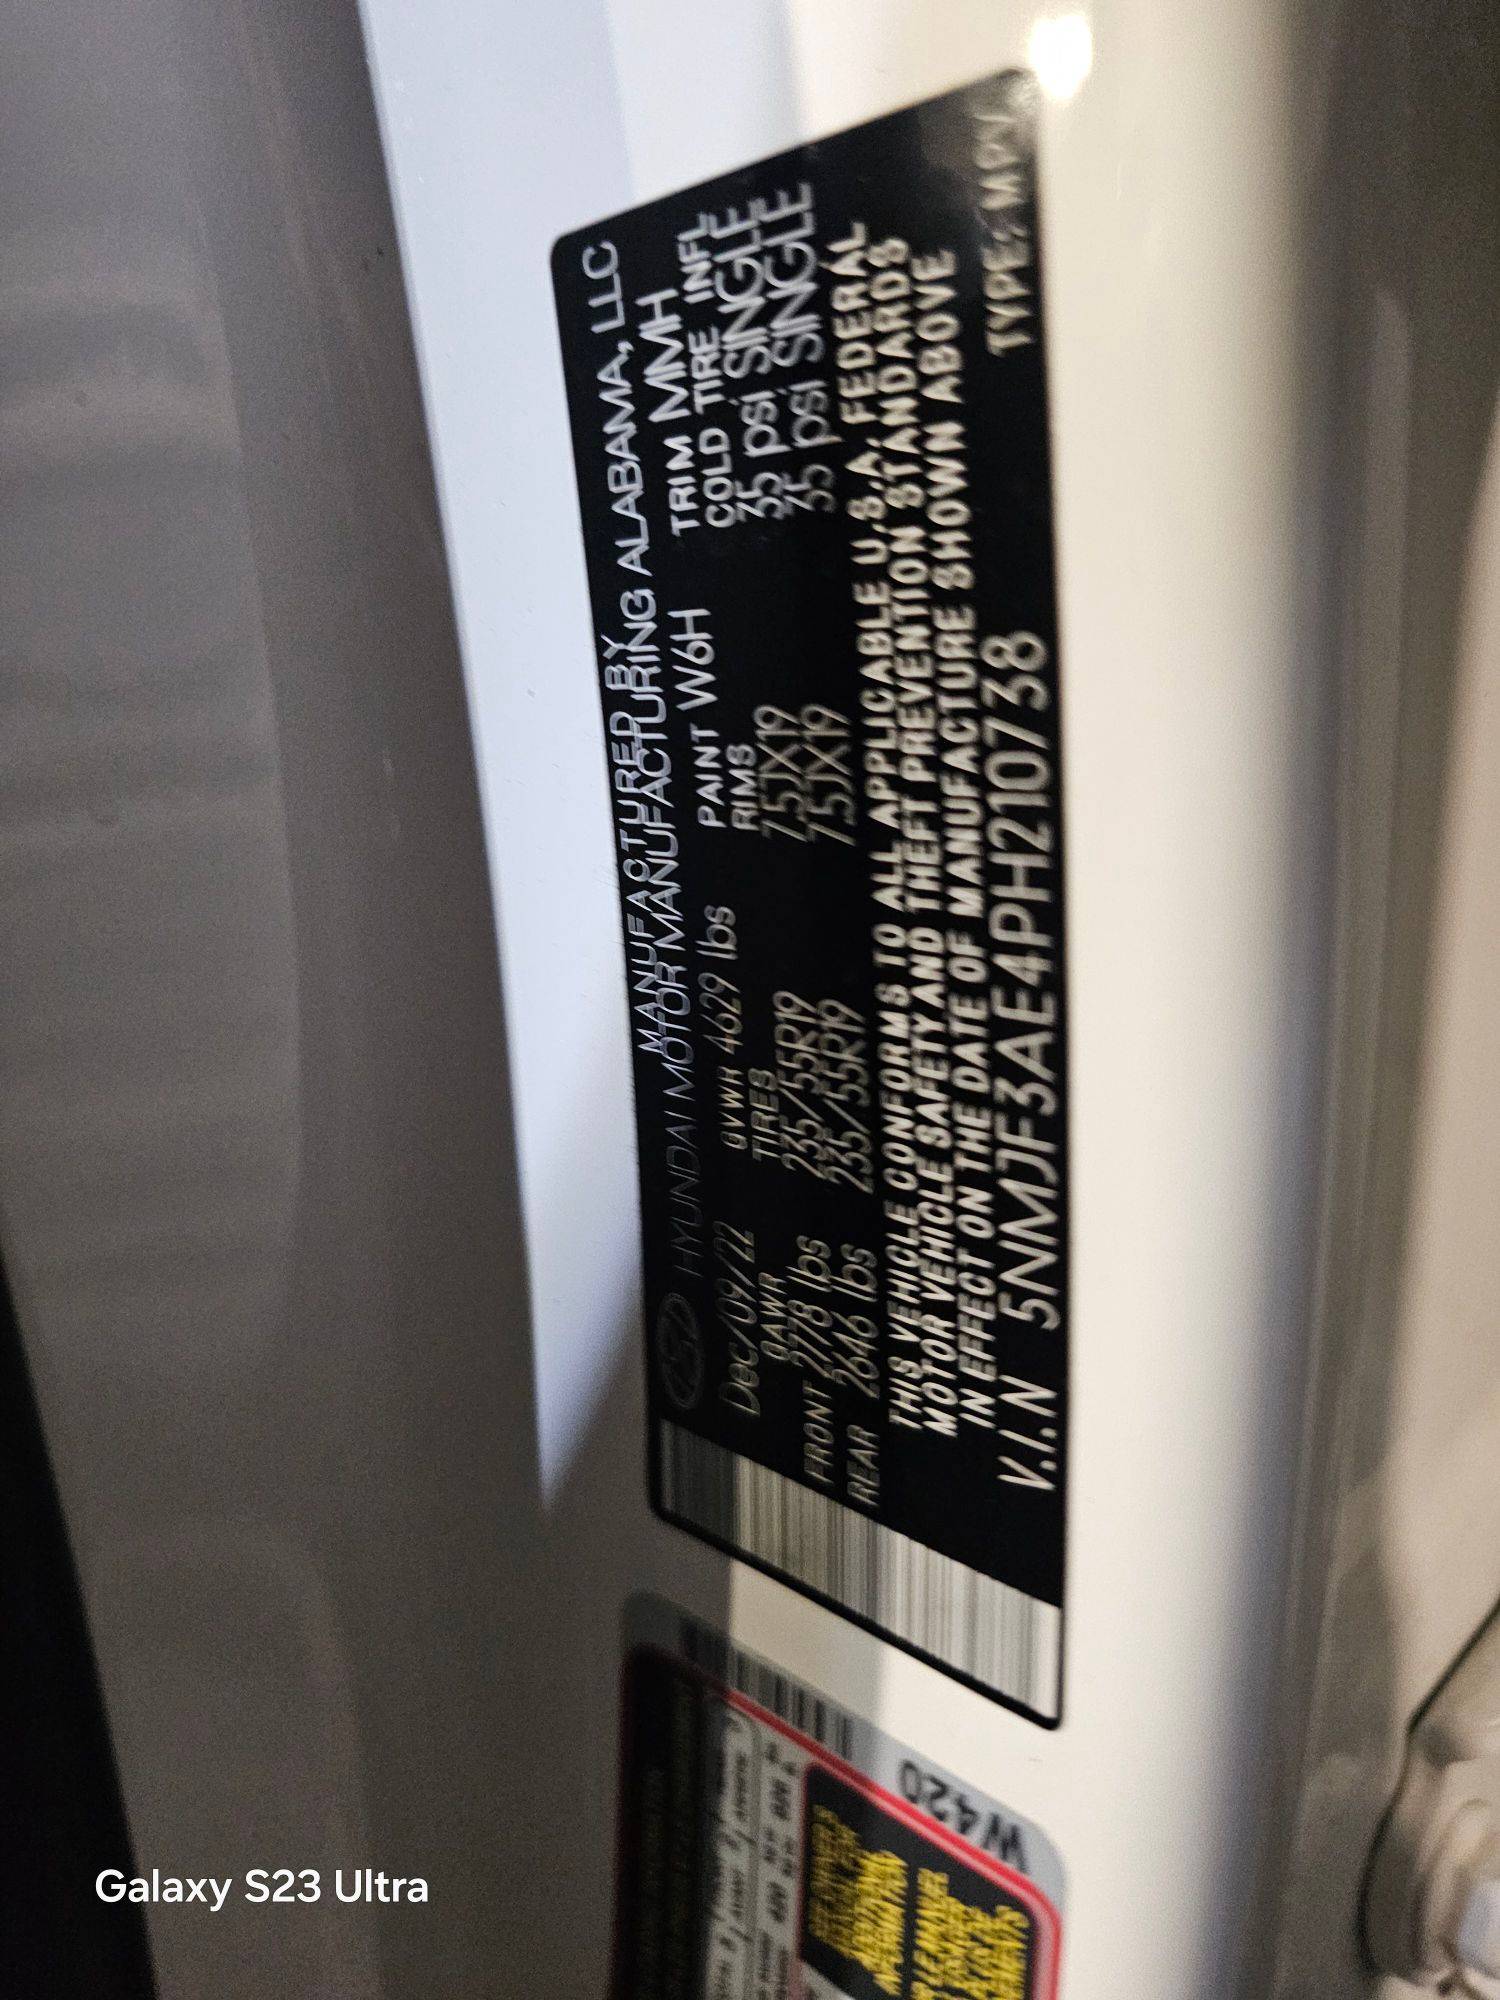 MANUFACTURED BY
HYUNDAI MOTOR MANUFACTURING ALABAMA, LLC
Dec/09/22 GVWR 4629 lbs PAINT W6H TRIM MMH
GAWR TIRES RIMS COLD TIRE INFL
FRONT 2778 lbs 235/55R19 7.5JX19 35 psi SINGLE
REAR 2646 lbs 235/55R19 7.5JX19 35 psi SINGLE
THIS VEHICLE CONFORMS TO ALL APPLICABLE U.S.A. FEDERAL
MOTOR VEHICLE SAFETY AND THEFT PREVENTION STANDARDS
IN EFFECT ON THE DATE OF MANUFACTURE SHOWN ABOVE
V.I.N 5NMJF3AE4PH210738 TYPE: MPV
W420
Galaxy S23 Ultra